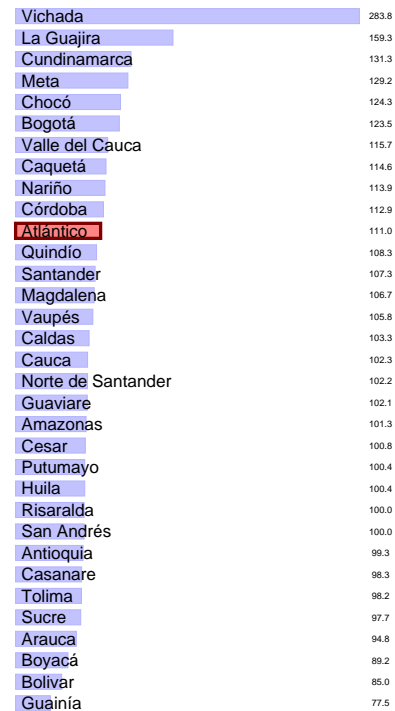 Vichada 283.8
La Guajira 159.3
Cundinamarca 131.3
Meta 129.2
Chocó 124.3
Bogotá 123.5
Valle del Cauca 115.7
Caquetá 114.6
Nariño 113.9
Córdoba 112.9
Atlántico 111.0
Quindío 108.3
Santander 107.3
Magdalena 106.7
Vaupés 105.8
Caldas 103.3
Cauca 102.3
Norte de Santander 102.2
Guaviare 102.1
Amazonas 101.3
Cesar 100.8
Putumayo 100.4
Huila 100.4
Risaralda 100.0
San Andrés 100.0
Antioquia 99.3
Casanare 98.3
Tolima 98.2
Sucre 97.7
Arauca 94.8
Boyacá 89.2
Bolivar 85.0
Guainía 77.5